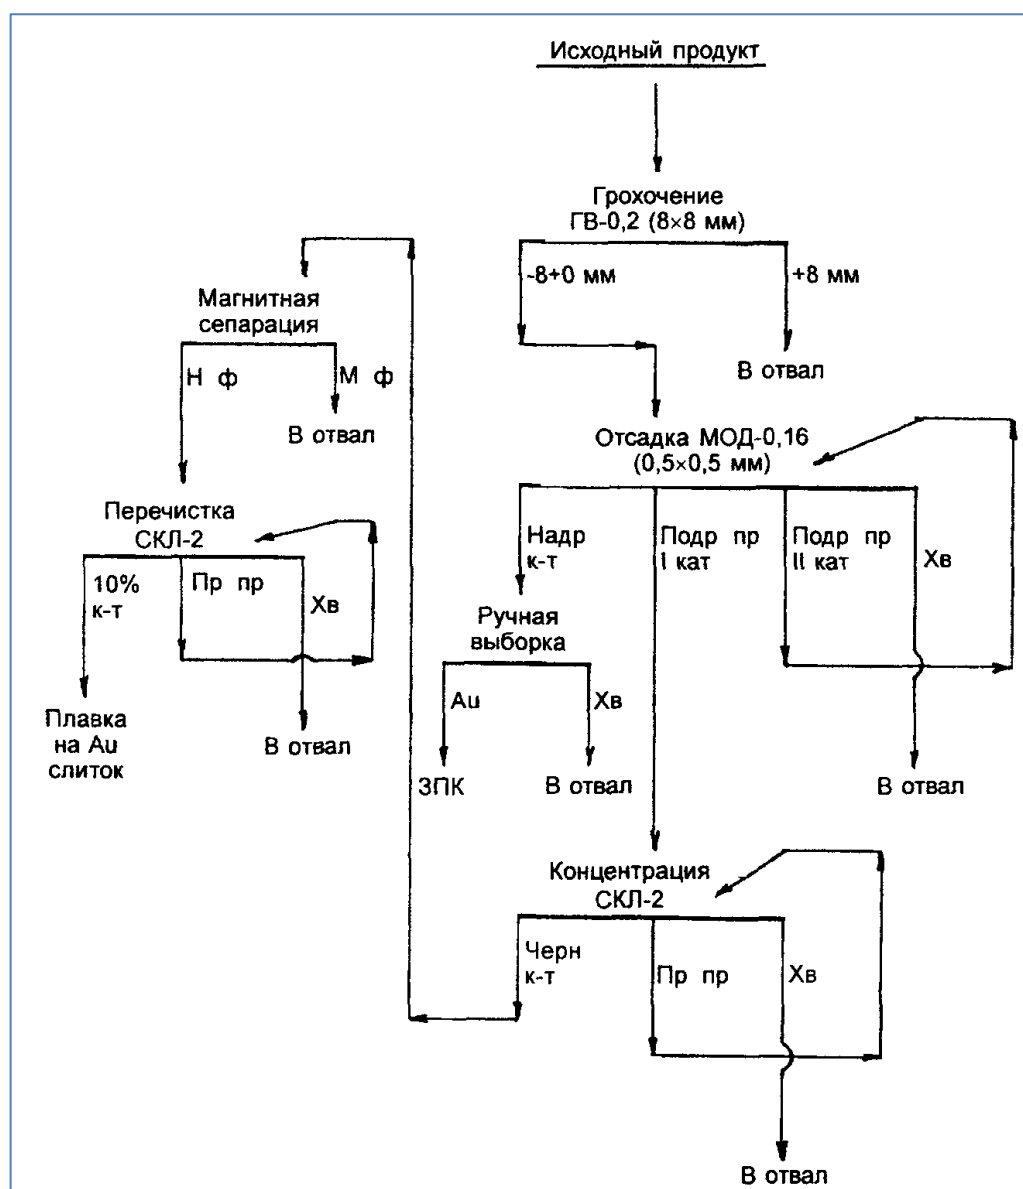 Исходный продукт
Грохочение
ГВ-0,2 (8×8 мм)
-8+0 мм
+8 мм
В отвал
Магнитная
сепарация
Н ф
М ф
В отвал
Отсадка МОД-0,16
(0,5×0,5 мм)
Перечистка
СКЛ-2
10%
к-т
Пр пр
Хв
Плавка
на Au
слиток
В отвал
Надр
к-т
Подр пр
I кат
Подр пр
II кат
Хв
Ручная
выборка
Au
Хв
ЗПК
В отвал
В отвал
Концентрация
СКЛ-2
Черн
к-т
Пр пр
Хв
В отвал